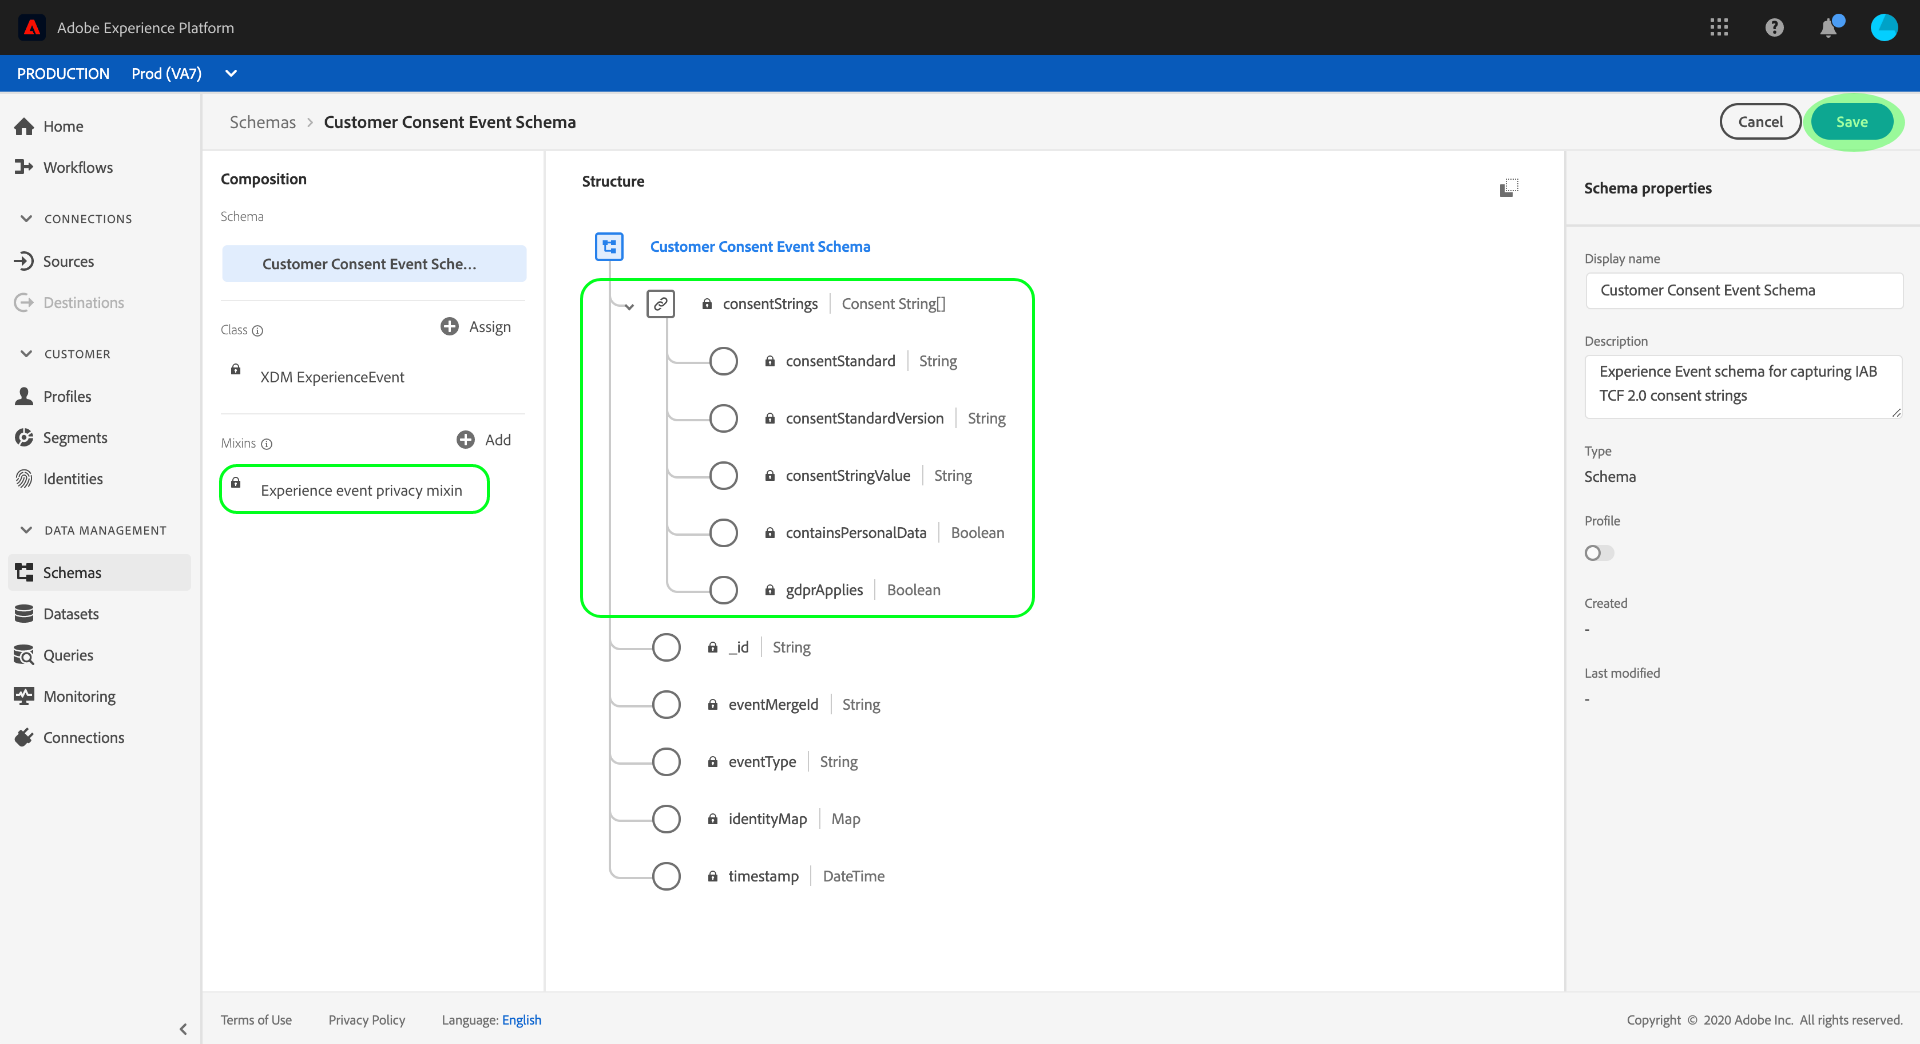 Adobe Experience Platform
PRODUCTION Prod (VA7)
Home
Workflows
CONNECTIONS
Sources
Destinations
CUSTOMER
Profiles
Segments
Identities
DATA MANAGEMENT
Schemas
Datasets
Queries
Monitoring
Connections
Schemas > Customer Consent Event Schema
Cancel
Save
Composition
Schema
Customer Consent Event Sche...
Class
Assign
XDM ExperienceEvent
Mixins
Add
Experience event privacy mixin
Structure
Customer Consent Event Schema
consentStrings | Consent String[]
consentStandard | String
consentStandardVersion | String
consentStringValue | String
containsPersonalData | Boolean
gdprApplies | Boolean
_id | String
eventMergeId | String
eventType | String
identityMap | Map
timestamp | DateTime
Schema properties
Display name
Customer Consent Event Schema
Description
Experience Event schema for capturing IAB
TCF 2.0 consent strings
Type
Schema
Profile
Created
-
Last modified
-
Terms of Use Privacy Policy Language: English
Copyright © 2020 Adobe Inc. All rights reserved.